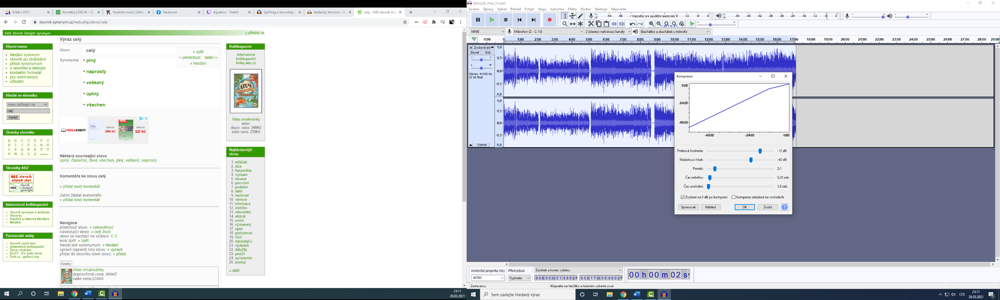 Sčítání 2021
Kontakty | DELTA - SŠ
Hudební zvuk | Odbo
Facebook
Agraelus - Twitch
Splitting a recording i
Audacity Versions - A
celý - ABZ slovník čes
slovnik-synonym.cz/web.php/slovo/cely
ABZ slovník českých synonym
» přihlásit se
Hlavní menu
hledání synonym
slovník po stránkách
přidat synonymum
o slovníku a diskuze
kontaktní formulář
pro webmastery
uživatel
Hledat ve slovníku
slovo začínající na
celý
hledat
Stránky slovníku
A B C D E F G
H I J K L M N
O P Q R S T U
V W X Y Z přidáno
Slovníky ABZ
ABZ slovník
cizích slov
ABZ slovník
českých
synonym
Internetové knihkupectví
Slovník synonym a antonym
Slovníky
Naučná a odborná literatura
Beletrie
Partnerské weby
Slovník cizích slov
Internetové knihkupectví
Žena v knihách
EloST - Elo stolní tenis
Švih.cz - golfový hcp
Výraz celý
Slovo: celý
» zpět
<<předchozí další>>
» hledání
Synonyma:
• plný
• naprostý
• veškerý
• úplný
• všechen
MEGAKNIHY
286 Kč
-10%
585 Kč
521 Kč
Některá související slova
úplný, částečný, život, všechen, plný, veškerý, naprostý
Komentáře ke slovu celý
» přidat nový komentář
Zatím žádné komentáře.
» přidat nový komentář
Navigace
předchozí slovo: » celosvětový
následující slovo: » celý život
slovo se nachází na stránce: C:3
krok zpět: » zpět
hledat jiné synonymum: » hledání
upravit (opravit) toto slovo: » upravit
přidat do slovníku nové slovo: » přidat
Knihy
Atlas omalovánky
doporučená cena: 299Kč
naše cena:239Kč
Knihkupectví
Internetové
knihkupectví
Knihy.abz.cz
ATLAS
Atlas omalovánky
autor:
dopor. cena: 299Kč
naše cena: 239Kč
Nejhledanější
slova
1. miláček
2. slza
3. huspenina
4. význam
5. situace
6. povrchní
7. problém
8. další
9. možnost
10. věrnost
11. informace
12. zlatíčko
13. relevantní
14. ukázat
15. uvést
16. významný
17. opak
18. poskytovat
19. část
20. následující
21. výsledek
22. důležitý
23. použít
24. synonymie
25. postup
» další
23:11
28.03.2021
NahrejTo_Hlas_Projekt
Soubor Úpravy Vybrat Pohled Pohyb Stopy Vytvoření Efekty Rozbor Nástroje Nápověda
L
P
-54 -48 Klepněte pro spuštění sledování 8 -12 -6 0
L
P
-54 -48 -42 -36 -30 -24 -18 -12 -6 0
MME
Mikrofon (2 - C-1U
2 (stereo) nahrávací kanály
Sluchátko u sluchátek s mikrofo
-1:00 0 1:00 2:00 3:00 4:00 5:00 6:00 7:00 8:00 9:00 10:00 11:00 12:00 13:00 14:00 15:00 16:00 17:00 18:00 19:00 20:00 21:00 22:00 23:00 24:00 25:00 26:00 27:00 28:00 29:00
Zvuková sto
Ztlumit Sólo
- +
L P
Stereo, 44100 Hz
32 bit float
Vybrat
1,0
0,5-
0,0-
-0,5-
-1,0
1,0
0,5-
0,0-
-0,5-
-1,0
Kompresor
0dB
-24dB
-48dB
-48dB -24dB 0dB
Prahová hodnota: -12 dB
Nežádoucí hluk: -40 dB
Poměr: 2:1
Čas náběhu: 0,20 sek.
Čas uvolnění: 1,0 sek.
Zvýšení na 0 dB po kompresi
Komprese založená na vrcholech
Spravovat Náhled OK Zrušit ?
Kmitočet projektu (Hz) Přichytávat
Začátek a konec výběru
44100
Vypnuto
00 h 00 m 01,609 s
00 h 17 m 08,060 s
00 h 00 m 02 s
Zastaveno.
Klepněte na tlačítko a tažením vyberte zvuk
Sem zadejte hledaný výraz
CES
23:11
28.03.2021